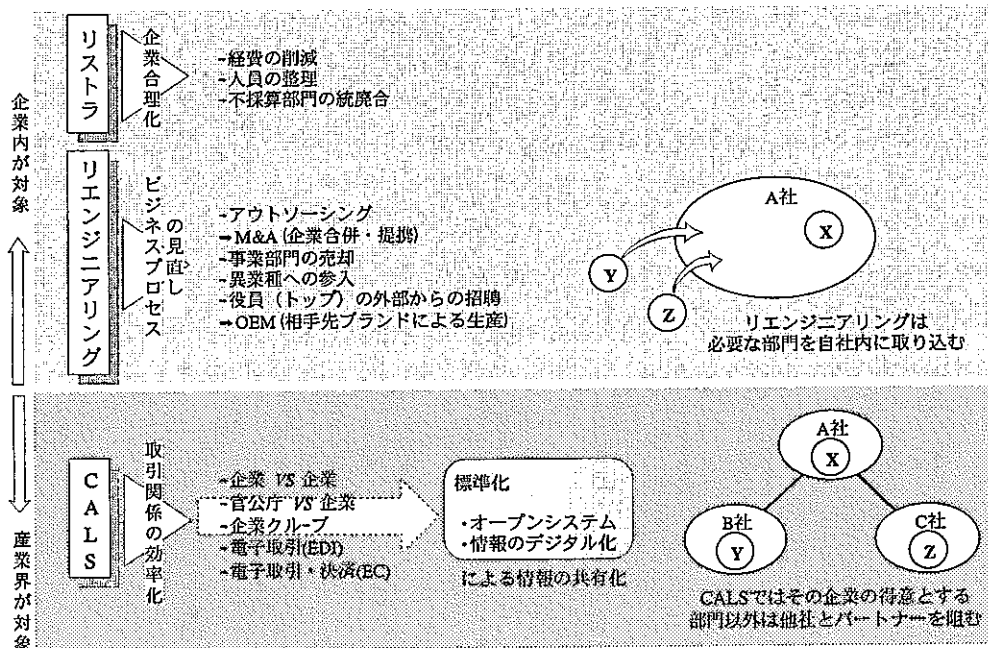 企業内が対象
リストラ
企業合理化
→経費の削減
→人員の整理
→不採算部門の統廃合
リエンジニアリング
ビジネスプロセス
の見直し
→アウトソーシング
→M&A(企業合併・提携)
→事業部門の売却
→異業種への参入
→役員(トップ)の外部からの招聘
→OEM(相手先ブランドによる生産)
A社
X
Y
Z
リエンジニアリングは
必要な部門を自社内に取り込む
産業界が対象
CALS
取引関係の効率化
→企業 VS 企業
→官公庁 VS 企業
→企業グループ
→電子取引(EDI)
→電子取引・決済(EC)
標準化
・オープンシステム
・情報のデジタル化
による情報の共有化
A社
X
B社
Y
C社
Z
CALSではその企業の得意とする
部門以外は他社とパートナーを組む